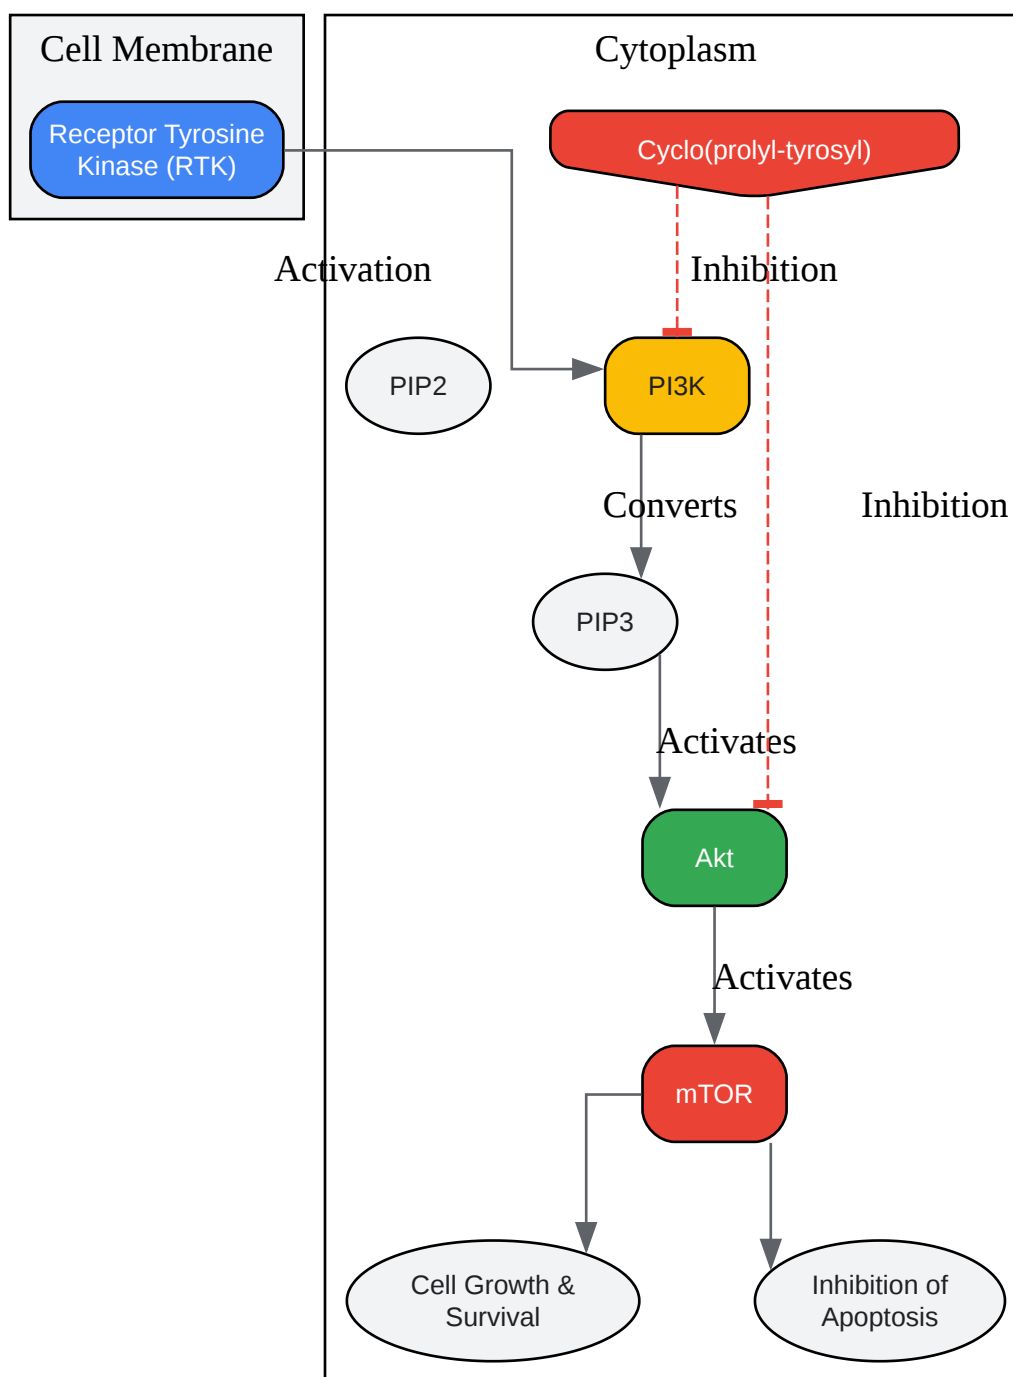 Cell Membrane
Cytoplasm
Receptor Tyrosine
Kinase (RTK)
Cyclo(prolyl-tyrosyl)
Activation
Inhibition
PIP2
PI3K
Converts
Inhibition
PIP3
Activates
Akt
Activates
mTOR
Cell Growth &
Survival
Inhibition of
Apoptosis